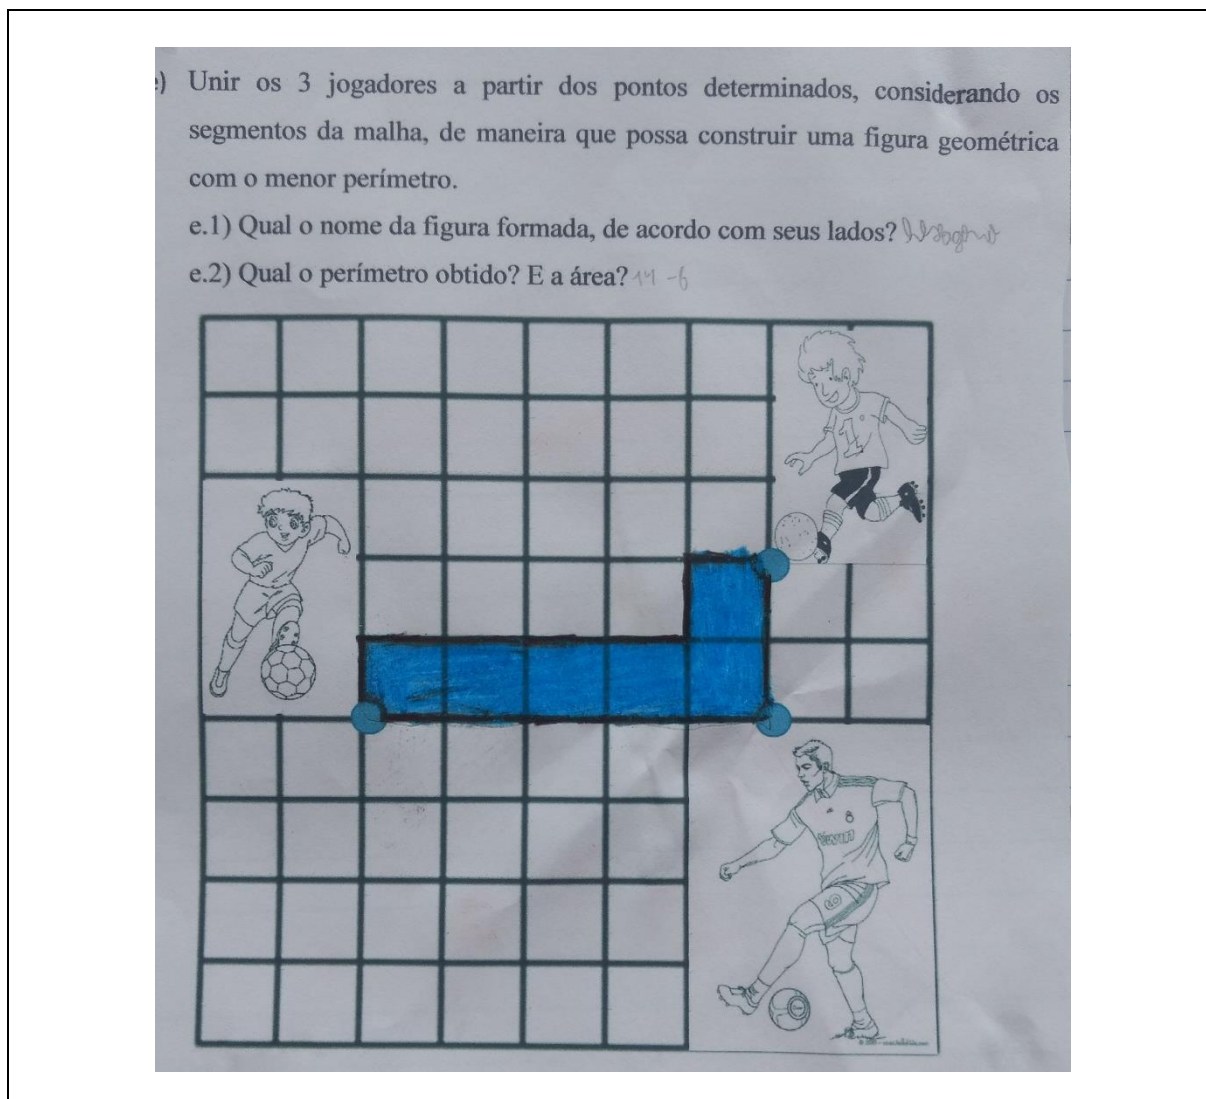 e) Unir os 3 jogadores a partir dos pontos determinados, considerando os
segmentos da malha, de maneira que possa construir uma figura geométrica
com o menor perímetro.
e.1) Qual o nome da figura formada, de acordo com seus lados?
e.2) Qual o perímetro obtido? E a área? 14 - 6
1
8